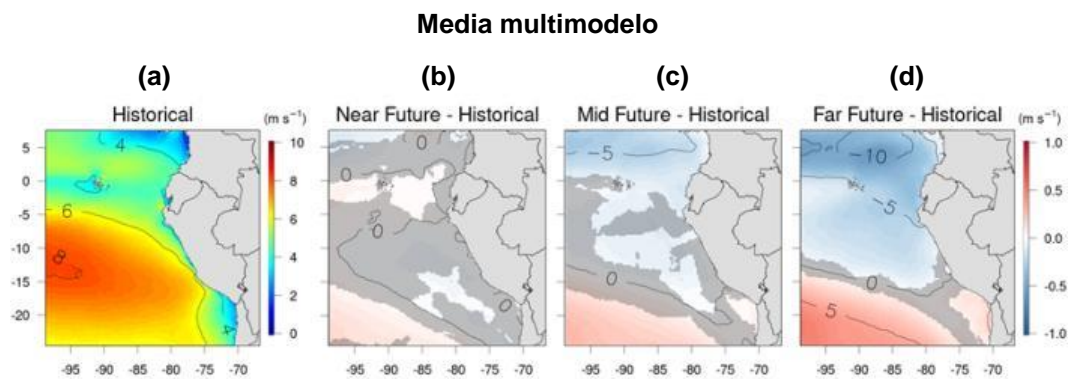 Media multimodelo
(a) (b) (c) (d)
Historical (m s⁻¹) Near Future - Historical Mid Future - Historical Far Future - Historical (m s⁻¹)
5 4 10 0 -5 -10 1.0
0 8 0 0.5
-5 6 6 -2 -5
-10 8 4 0 0.0
-15 0 0 0 -0.5
-20 4 2 5
0 -1.0
-95 -90 -85 -80 -75 -70 -95 -90 -85 -80 -75 -70 -95 -90 -85 -80 -75 -70 -95 -90 -85 -80 -75 -70